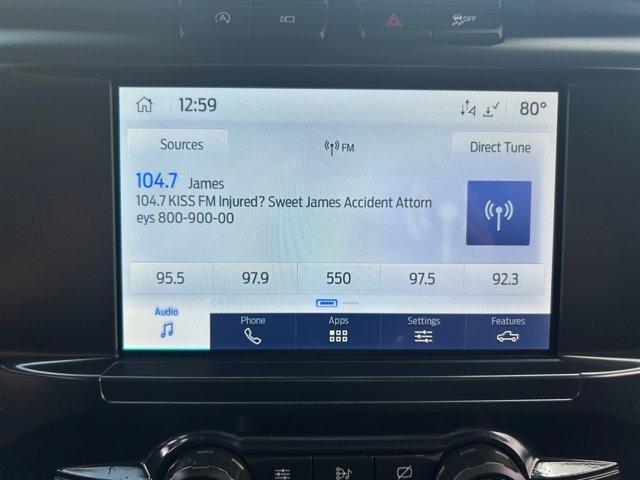 OFF
12:59 80°
Sources FM Direct Tune
104.7 James
104.7 KISS FM Injured? Sweet James Accident Attorn
eys 800-900-00
95.5 97.9 550 97.5 92.3
Audio Phone Apps Settings Features